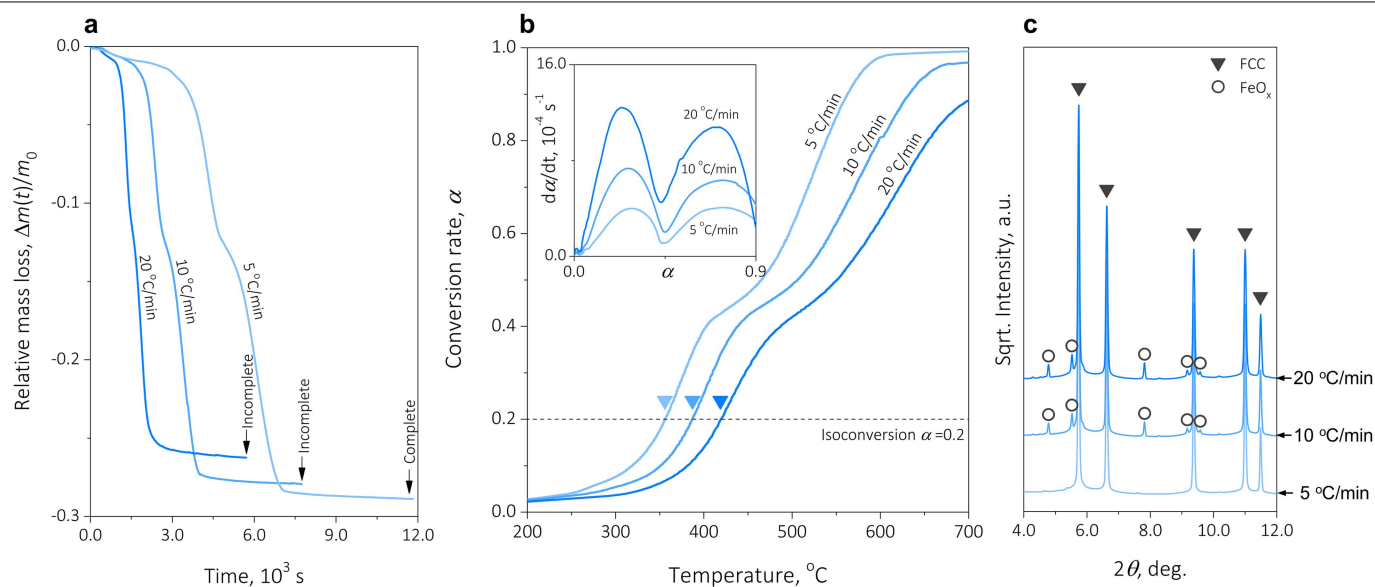 a
0.0
-0.1
-0.2
-0.3
Relative mass loss, Δm(t)/m0
20 °C/min
10 °C/min
5 °C/min
Incomplete
Incomplete
Complete
0.0
3.0
6.0
9.0
12.0
Time, 10³ s
b
1.0
0.8
0.6
0.4
0.2
0.0
Conversion rate, α
16.0
0.0
dα/dt, 10⁻⁴ s⁻¹
20 °C/min
10 °C/min
5 °C/min
0.0
α
0.9
5 °C/min
10 °C/min
20 °C/min
Isoconversion α =0.2
200
300
400
500
600
700
Temperature, °C
c
FCC
FeOx
Sqrt. Intensity, a.u.
20 °C/min
10 °C/min
5 °C/min
4.0
6.0
8.0
10.0
12.0
2θ, deg.